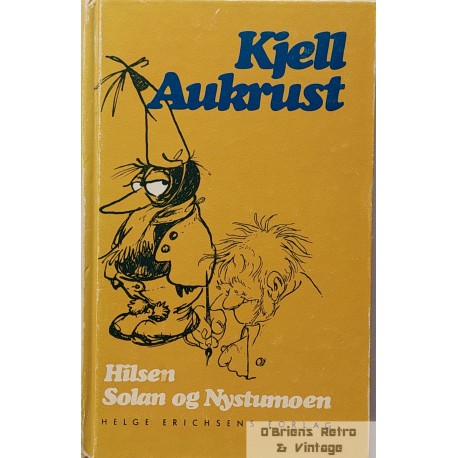 Kjell
Aukrust
Hilsen
Solan og Nystumoen
HELGE ERICHSENS FORLAG
O'Briens Retro
& Vintage